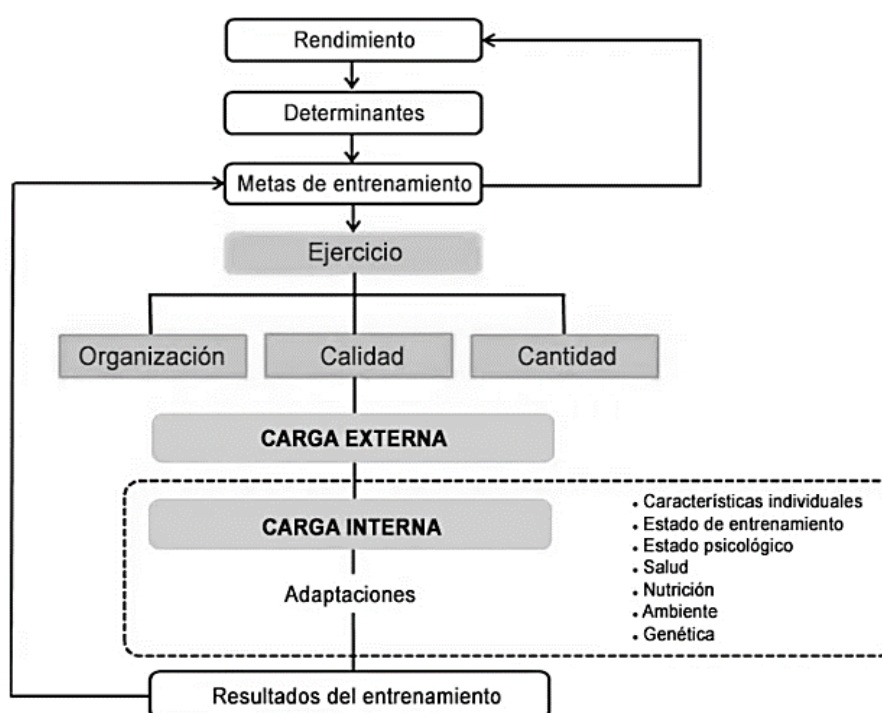 Rendimiento
Determinantes
Metas de entrenamiento
Ejercicio
Organización
Calidad
Cantidad
CARGA EXTERNA
CARGA INTERNA
Adaptaciones
• Características individuales
• Estado de entrenamiento
• Estado psicológico
• Salud
• Nutrición
• Ambiente
• Genética
Resultados del entrenamiento